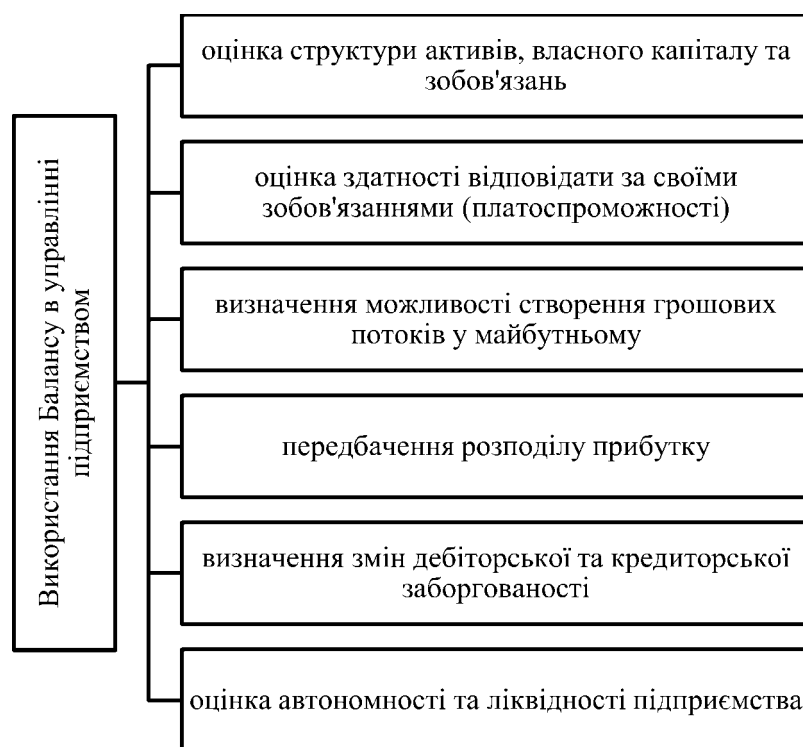 Використання Балансу в управлінні
підприємством
оцінка структури активів, власного капіталу та
зобов'язань
оцінка здатності відповідати за своїми
зобов'язаннями (платоспроможності)
визначення можливості створення грошових
потоків у майбутньому
передбачення розподілу прибутку
визначення змін дебіторської та кредиторської
заборгованості
оцінка автономності та ліквідності підприємства